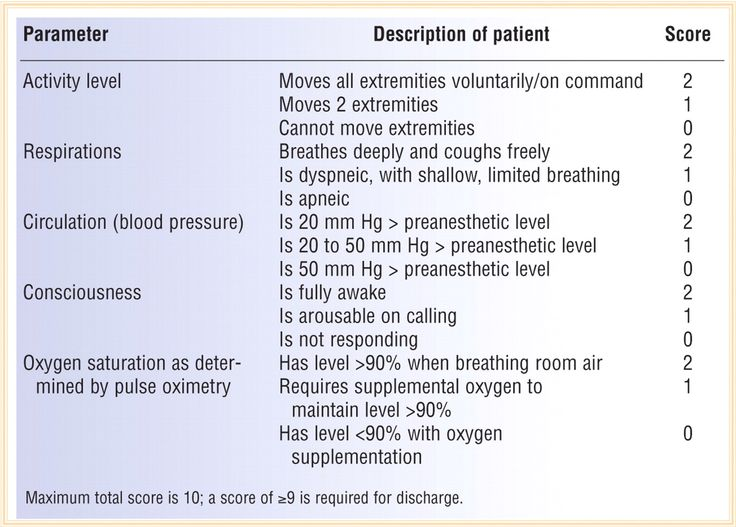 Parameter Description of patient Score
Activity level Moves all extremities voluntarily/on command 2
Moves 2 extremities 1
Cannot move extremities 0
Respirations Breathes deeply and coughs freely 2
Is dyspneic, with shallow, limited breathing 1
Is apneic 0
Circulation (blood pressure) Is 20 mm Hg > preanesthetic level 2
Is 20 to 50 mm Hg > preanesthetic level 1
Is 50 mm Hg > preanesthetic level 0
Consciousness Is fully awake 2
Is arousable on calling 1
Is not responding 0
Oxygen saturation as deter- Has level >90% when breathing room air 2
mined by pulse oximetry Requires supplemental oxygen to 1
maintain level >90%
Has level <90% with oxygen 0
supplementation
Maximum total score is 10; a score of ≥9 is required for discharge.